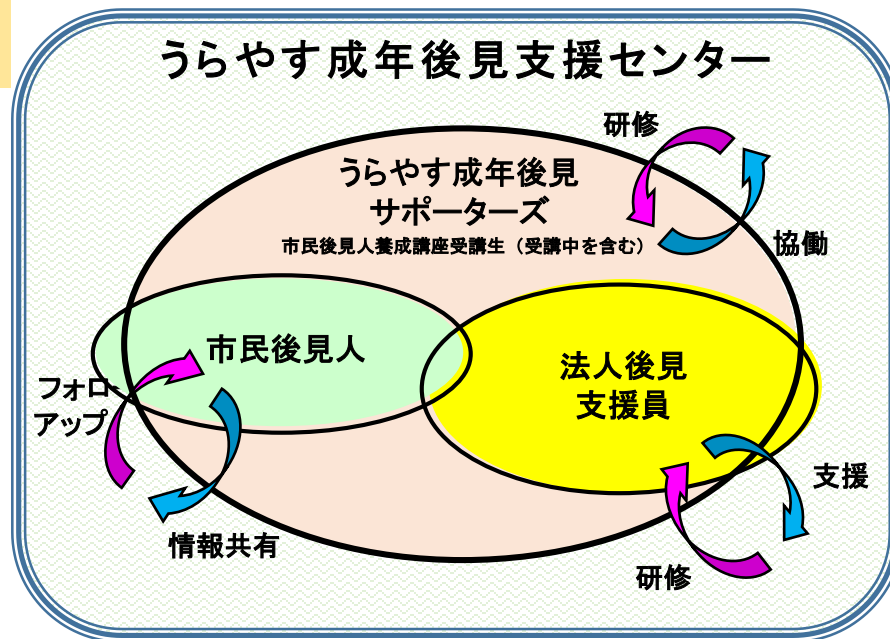 うらやす成年後見支援センター
研修
うらやす成年後見
サポーターズ
市民後見人養成講座受講生（受講中を含む）
協働
市民後見人
法人後見
支援員
フォロー
アップ
支援
情報共有
研修